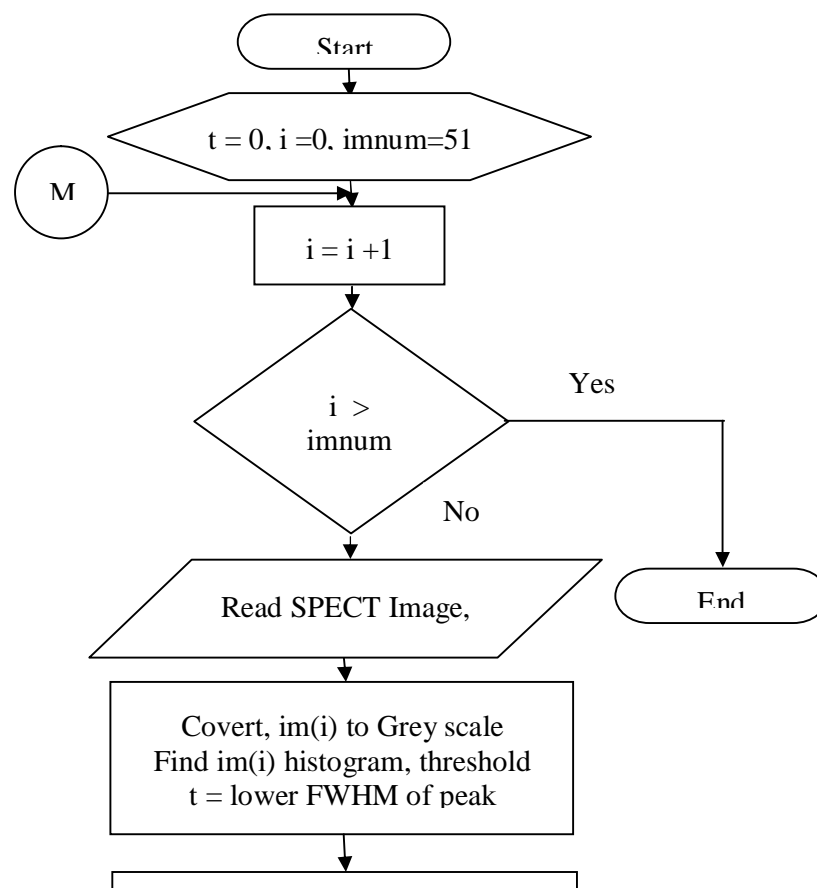 Start
t = 0, i =0, imnum=51
M
i = i +1
i >
imnum
Yes
No
Read SPECT Image,
End
Covert, im(i) to Grey scale
Find im(i) histogram, threshold
t = lower FWHM of peak